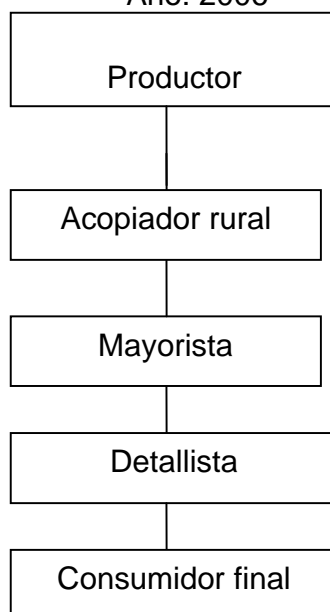 Productor
Acopiador rural
Mayorista
Detallista
Consumidor final